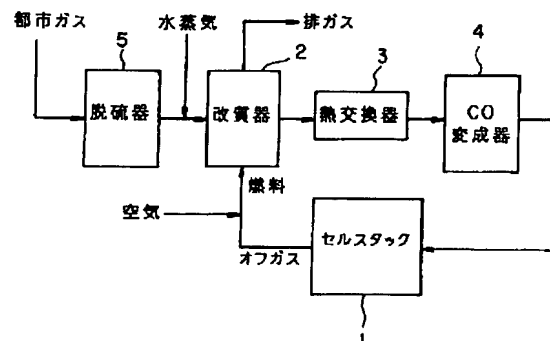 都市ガス
水蒸気
排ガス
5
2
3
4
脱硫器
改質器
熱交換器
CO
変成器
燃料
空気
オフガス
セルスタック
1